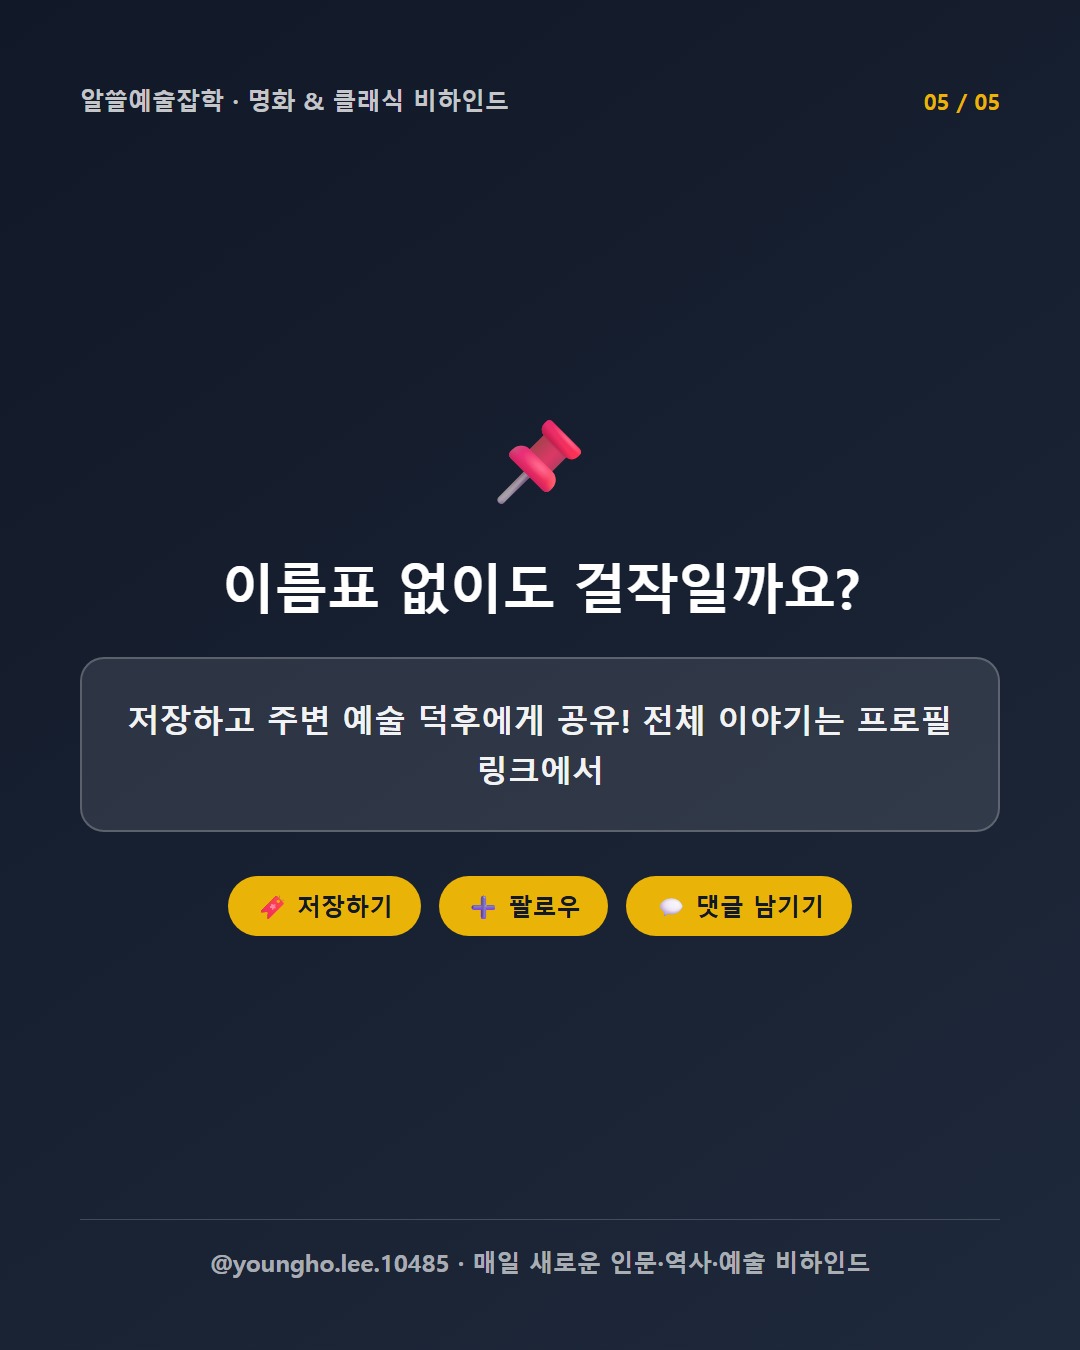 알쓸예술잡학 · 명화 & 클래식 비하인드
05 / 05
이름표 없이도 걸작일까요?
저장하고 주변 예술 덕후에게 공유! 전체 이야기는 프로필
링크에서
저장하기
팔로우
댓글 남기기
@youngho.lee.10485 · 매일 새로운 인문·역사·예술 비하인드